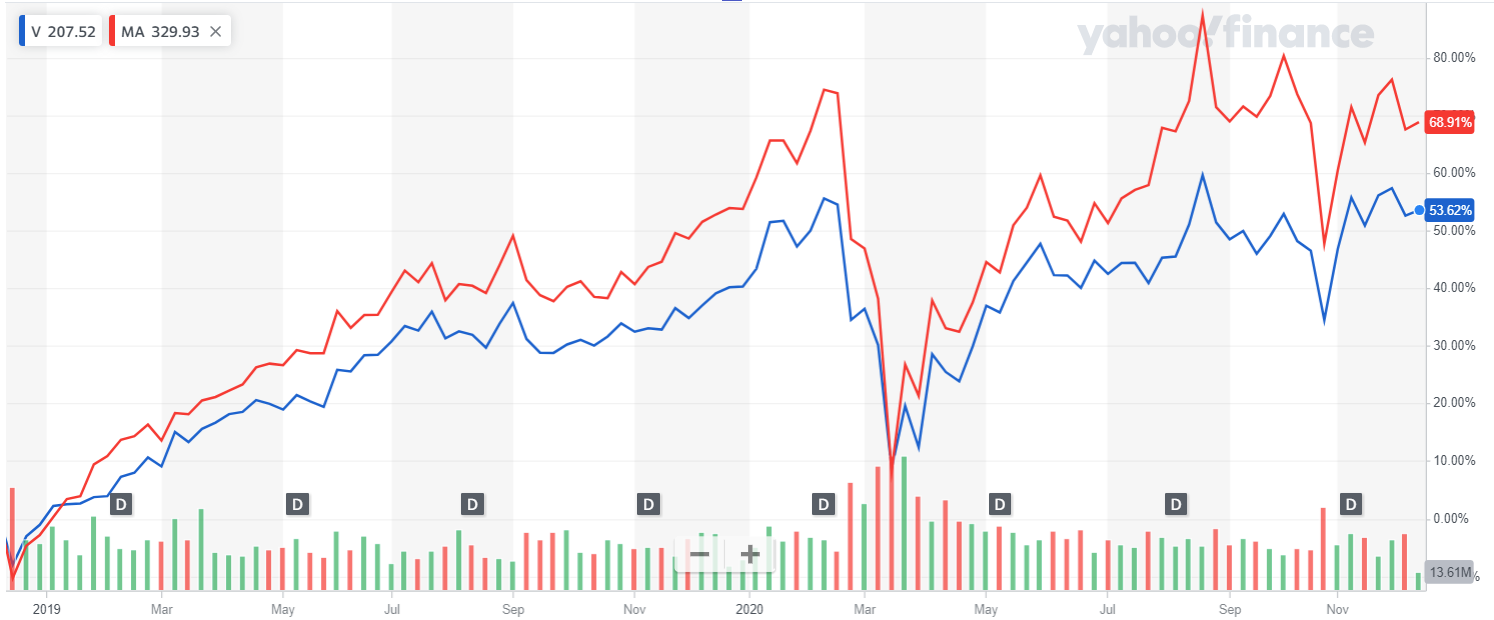 V 207.52 MA 329.93 ×
yahoo!finance
80.00%
68.91%
60.00%
53.62%
50.00%
40.00%
30.00%
20.00%
10.00%
D D D D D D D D
0.00%
− +
13.61M %
2019 Mar May Jul Sep Nov 2020 Mar May Jul Sep Nov